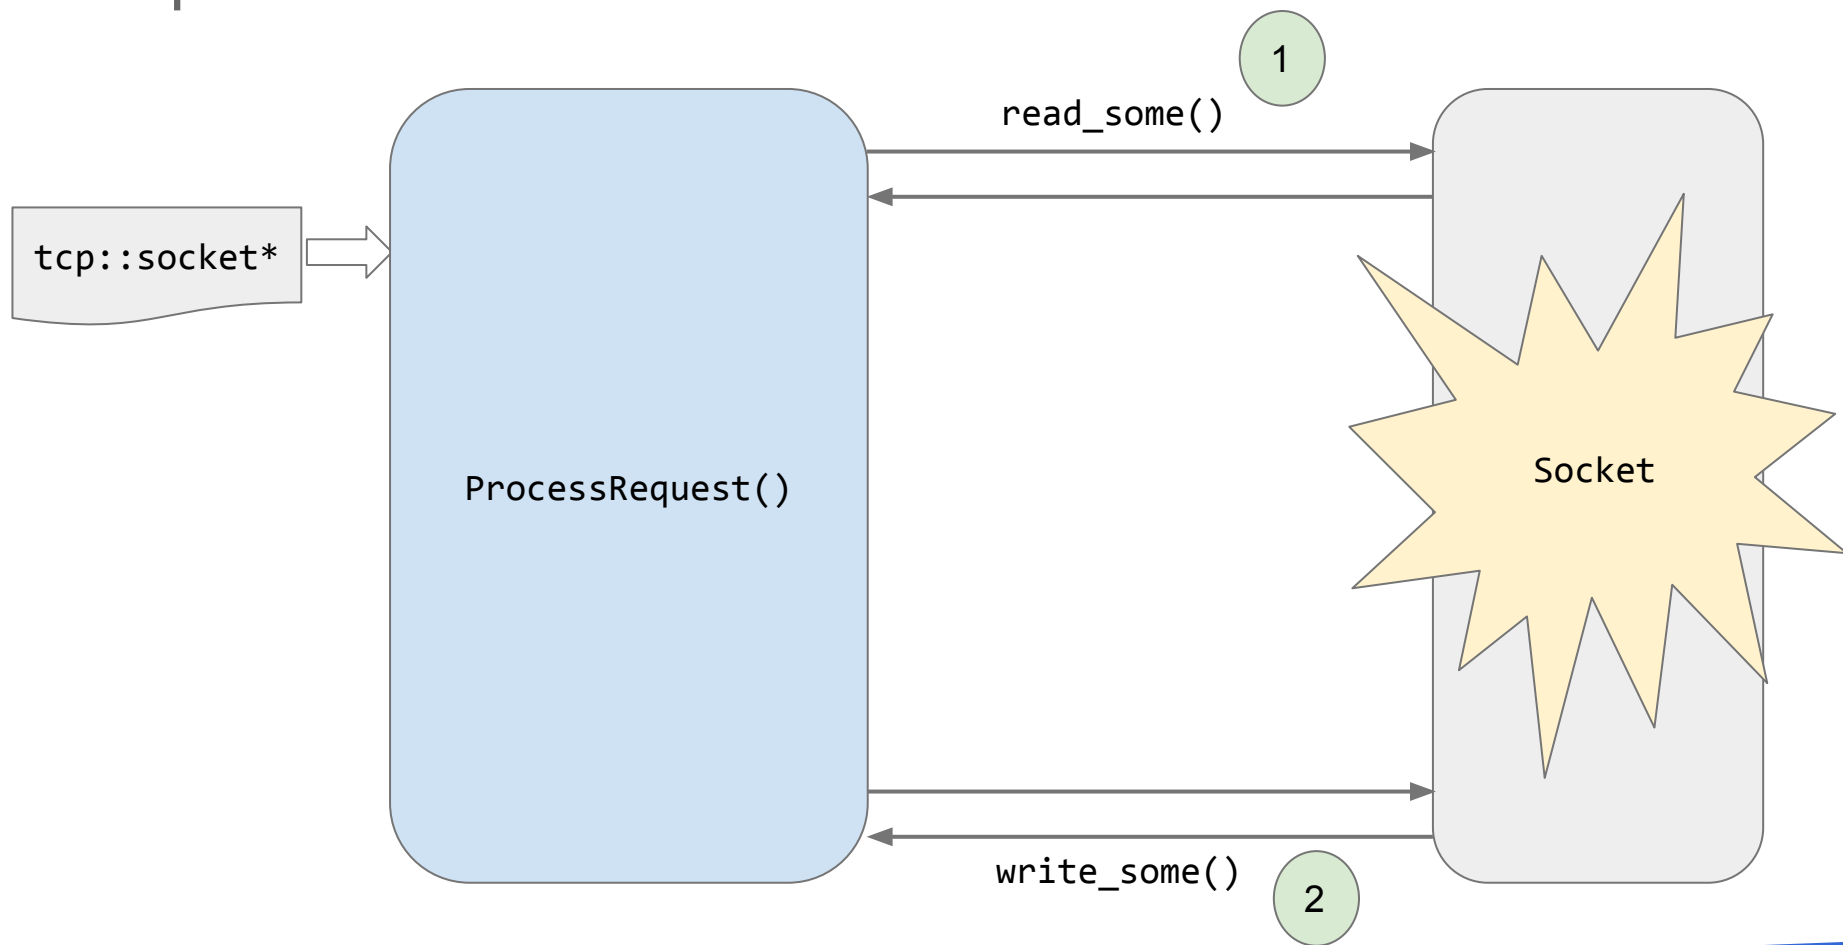 1
read_some()
tcp::socket*
Socket
ProcessRequest()
write_some()
2